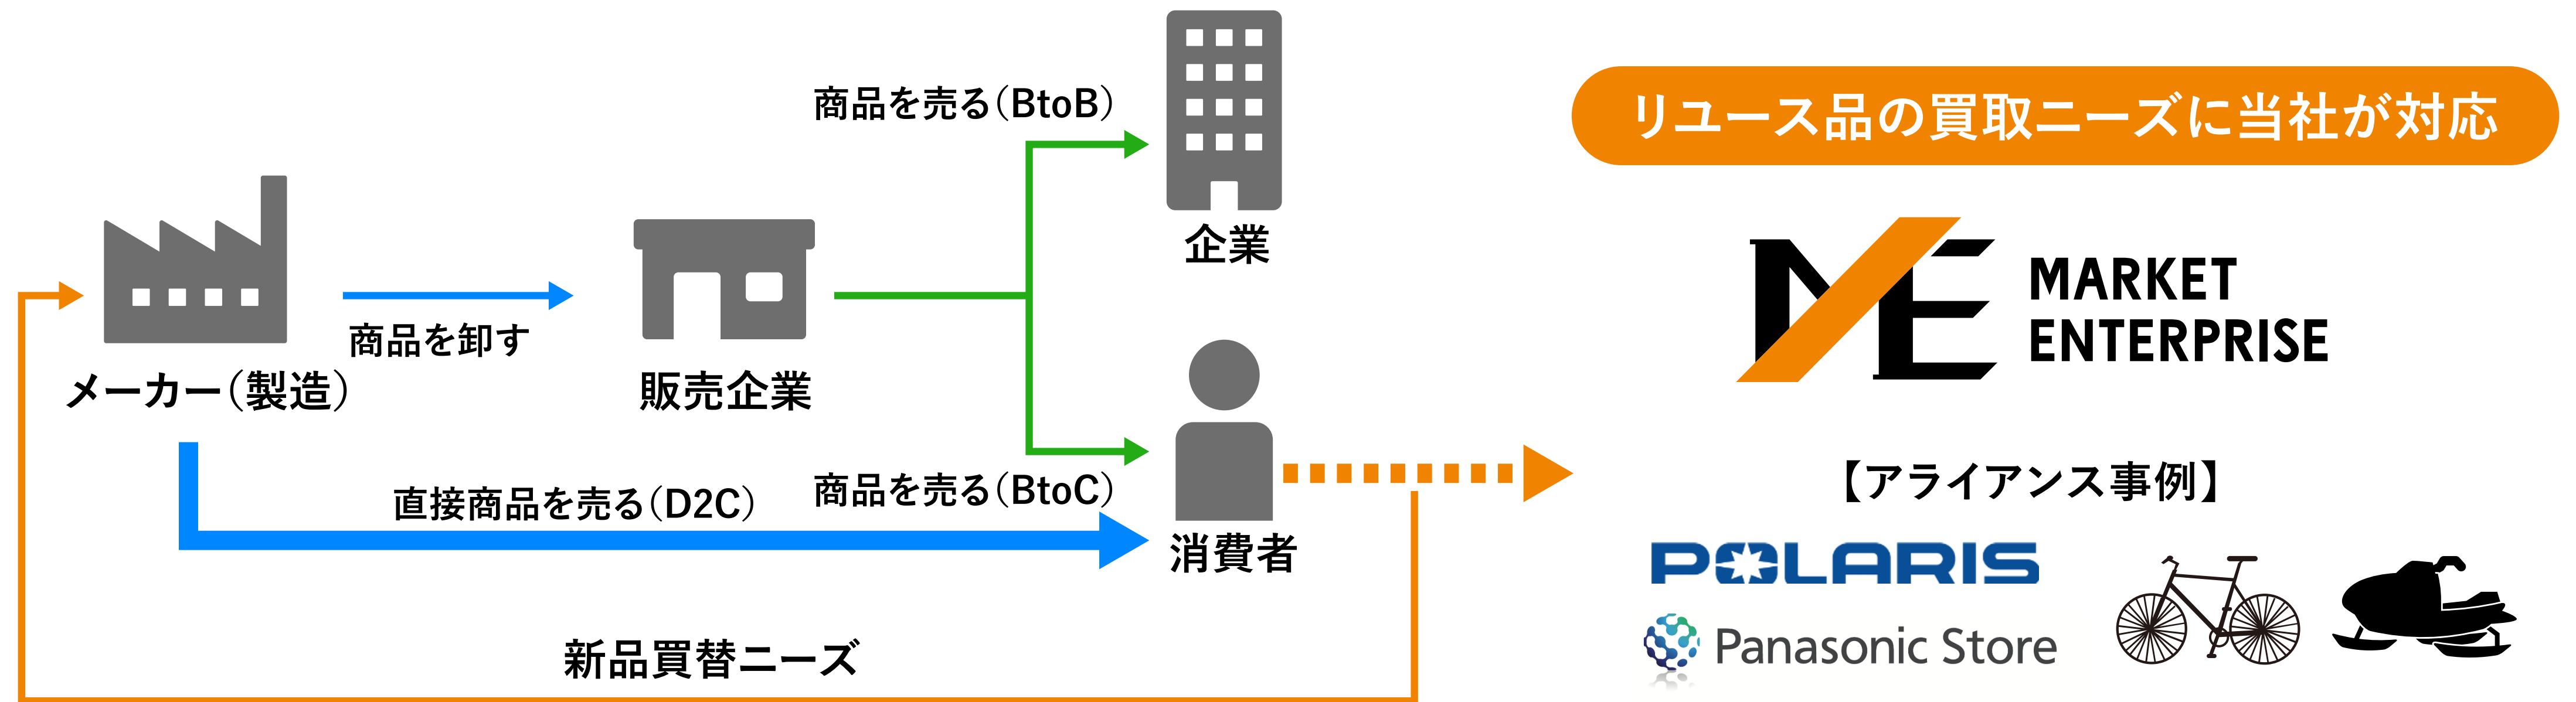 商品を売る（BtoB）
企業
メーカー（製造）
商品を卸す
販売企業
商品を売る（BtoC）
直接商品を売る（D2C）
消費者
新品買替ニーズ
リユース品の買取ニーズに当社が対応
ME
MARKET
ENTERPRISE
【アライアンス事例】
POLARIS
Panasonic Store